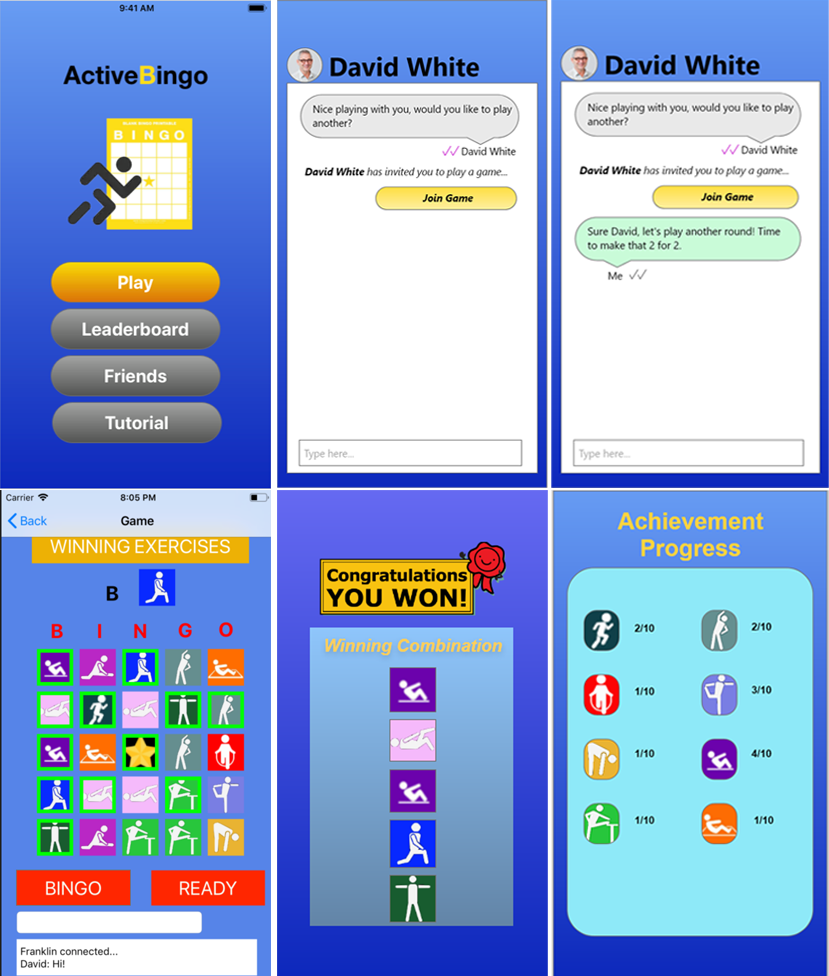 9:41 AM
ActiveBingo
B I N G O
Play
Leaderboard
Friends
Tutorial
David White
Nice playing with you, would you like to play
another?
David White
David White has invited you to play a game...
Join Game
Type here...
David White
Nice playing with you, would you like to play
another?
David White
David White has invited you to play a game...
Join Game
Sure David, let's play another round! Time
to make that 2 for 2.
Me
Type here...
Carrier 8:05 PM
Back Game
WINNING EXERCISES
B
B I N G O
BINGO READY
Franklin connected...
David: Hi!
Congratulations
YOU WON!
Winning Combination
Achievement
Progress
2/10 2/10
1/10 3/10
1/10 4/10
1/10 1/10